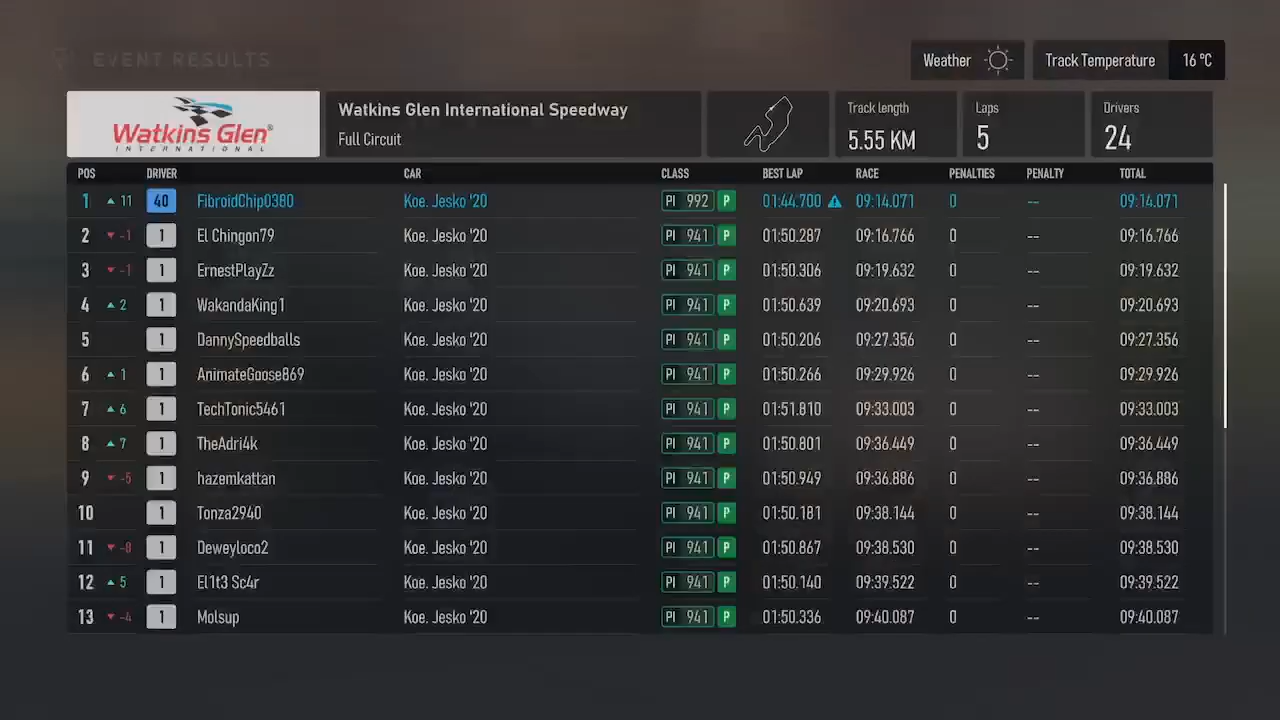 EVENT RESULTS
Weather Track Temperature 16 °C
Watkins Glen®
INTERNATIONAL
Watkins Glen International Speedway
Full Circuit
Track length
5.55 KM
Laps
5
Drivers
24
POS DRIVER CAR CLASS BEST LAP RACE PENALTIES PENALTY TOTAL
1 11 40 FibroidChip0380 Koe. Jesko '20 PI 992 P 01:44.700 09:14.071 0 -- 09:14.071
2 -1 1 El Chingon79 Koe. Jesko '20 PI 941 P 01:50.287 09:16.766 0 -- 09:16.766
3 -1 1 ErnestPlayZz Koe. Jesko '20 PI 941 P 01:50.306 09:19.632 0 -- 09:19.632
4 2 1 WakandaKing1 Koe. Jesko '20 PI 941 P 01:50.639 09:20.693 0 -- 09:20.693
5 1 DannySpeedballs Koe. Jesko '20 PI 941 P 01:50.206 09:27.356 0 -- 09:27.356
6 1 1 AnimateGoose869 Koe. Jesko '20 PI 941 P 01:50.266 09:29.926 0 -- 09:29.926
7 6 1 TechTonic5461 Koe. Jesko '20 PI 941 P 01:51.810 09:33.003 0 -- 09:33.003
8 7 1 TheAdri4k Koe. Jesko '20 PI 941 P 01:50.801 09:36.449 0 -- 09:36.449
9 -5 1 hazemkattan Koe. Jesko '20 PI 941 P 01:50.949 09:36.886 0 -- 09:36.886
10 1 Tonza2940 Koe. Jesko '20 PI 941 P 01:50.181 09:38.144 0 -- 09:38.144
11 -8 1 Deweyloco2 Koe. Jesko '20 PI 941 P 01:50.867 09:38.530 0 -- 09:38.530
12 5 1 El1t3 Sc4r Koe. Jesko '20 PI 941 P 01:50.140 09:39.522 0 -- 09:39.522
13 -4 1 Molsup Koe. Jesko '20 PI 941 P 01:50.336 09:40.087 0 -- 09:40.087